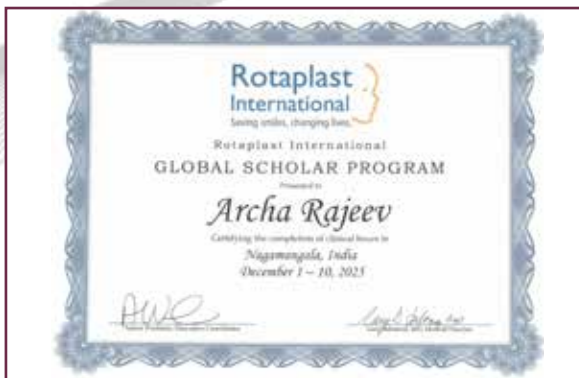 Rotaplast
International
Saving smiles, changing lives.
Rotaplast International
GLOBAL SCHOLAR PROGRAM
Presented to
Archa Rajeev
Certifying the completion of clinical hours in
Nagamangala, India
December 1 – 10, 2025